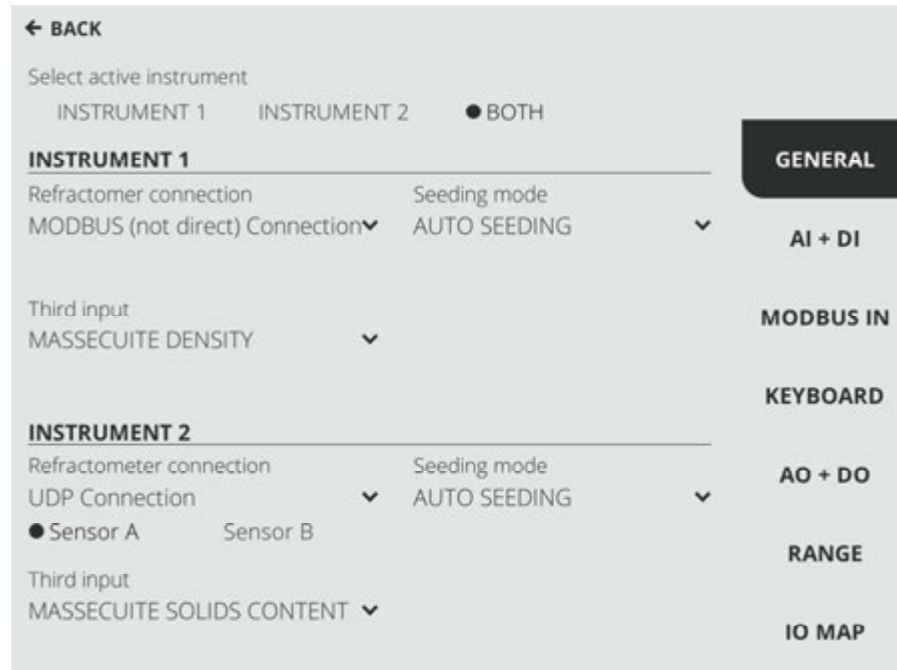 ← BACK
Select active instrument
INSTRUMENT 1 INSTRUMENT 2 ● BOTH
INSTRUMENT 1
Refractomer connection Seeding mode
MODBUS (not direct) Connection AUTO SEEDING
Third input
MASSECUITE DENSITY
INSTRUMENT 2
Refractometer connection Seeding mode
UDP Connection AUTO SEEDING
● Sensor A Sensor B
Third input
MASSECUITE SOLIDS CONTENT
GENERAL
AI + DI
MODBUS IN
KEYBOARD
AO + DO
RANGE
IO MAP